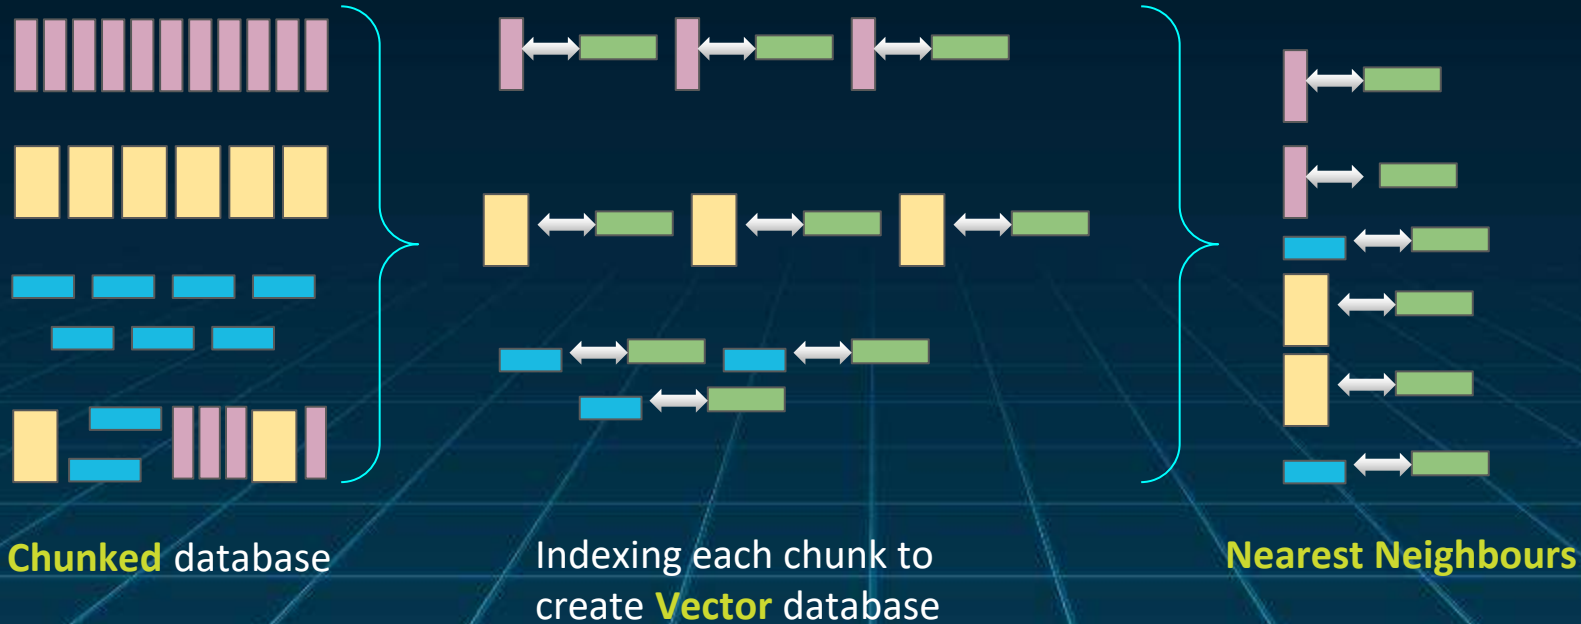 Chunked database
Indexing each chunk to
create Vector database
Nearest Neighbours